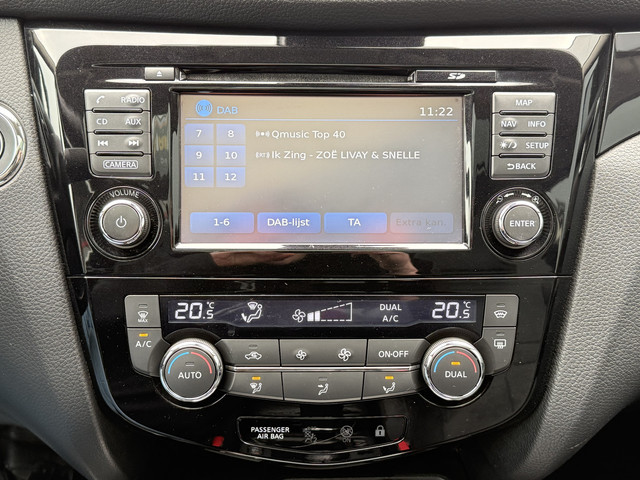 SD
RADIO
CD AUX
CAMERA
VOLUME
DAB 11:22
7 8
9 10
11 12
Qmusic Top 40
Ik Zing - ZOË LIVAY & SNELLE
1-6 DAB-lijst TA Extra kan.
MAP
NAV INFO
SETUP
BACK
ENTER
20.5 °C
DUAL
A/C
20.5 °C
MAX
A/C
AUTO
ON·OFF
DUAL
PASSENGER
AIR BAG